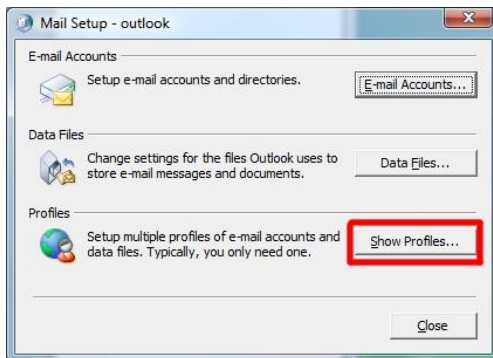 Mail Setup - outlook
E-mail Accounts
Setup e-mail accounts and directories.
E-mail Accounts...
Data Files
Change settings for the files Outlook uses to
store e-mail messages and documents.
Data Files...
Profiles
Setup multiple profiles of e-mail accounts and
data files. Typically, you only need one.
Show Profiles...
Close